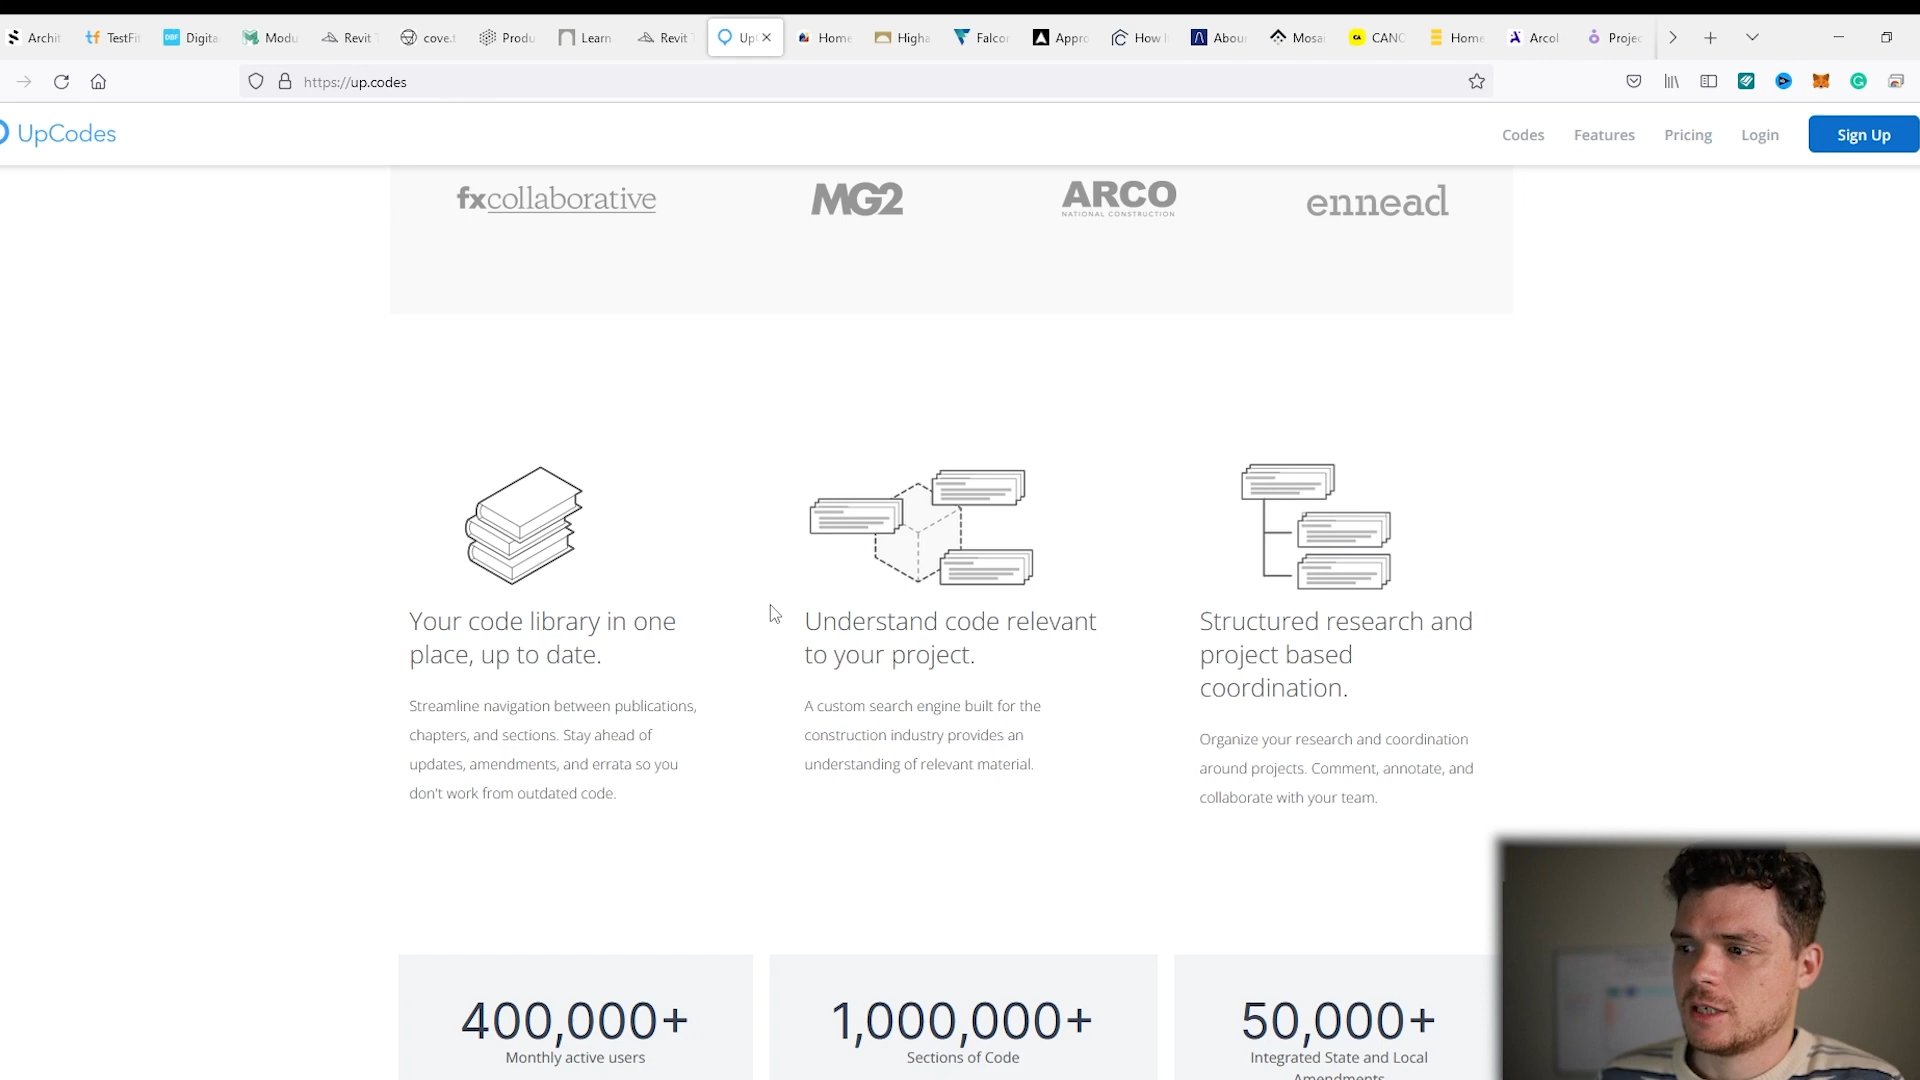 Archit
TestFit
Digita
Modu
Revit T
cove.t
Produ
Learn
Revit T
UpC
Home
Higha
Falcor
Appro
How I
Abou
Mosai
CANO
Home
Arcol
Projec
https://up.codes
UpCodes
Codes
Features
Pricing
Login
Sign Up
fxcollaborative
MG2
ARCO
NATIONAL CONSTRUCTION
ennead
Your code library in one
place, up to date.
Streamline navigation between publications,
chapters, and sections. Stay ahead of
updates, amendments, and errata so you
don't work from outdated code.
Understand code relevant
to your project.
A custom search engine built for the
construction industry provides an
understanding of relevant material.
Structured research and
project based
coordination.
Organize your research and coordination
around projects. Comment, annotate, and
collaborate with your team.
400,000+
Monthly active users
1,000,000+
Sections of Code
50,000+
Integrated State and Local
Amendments